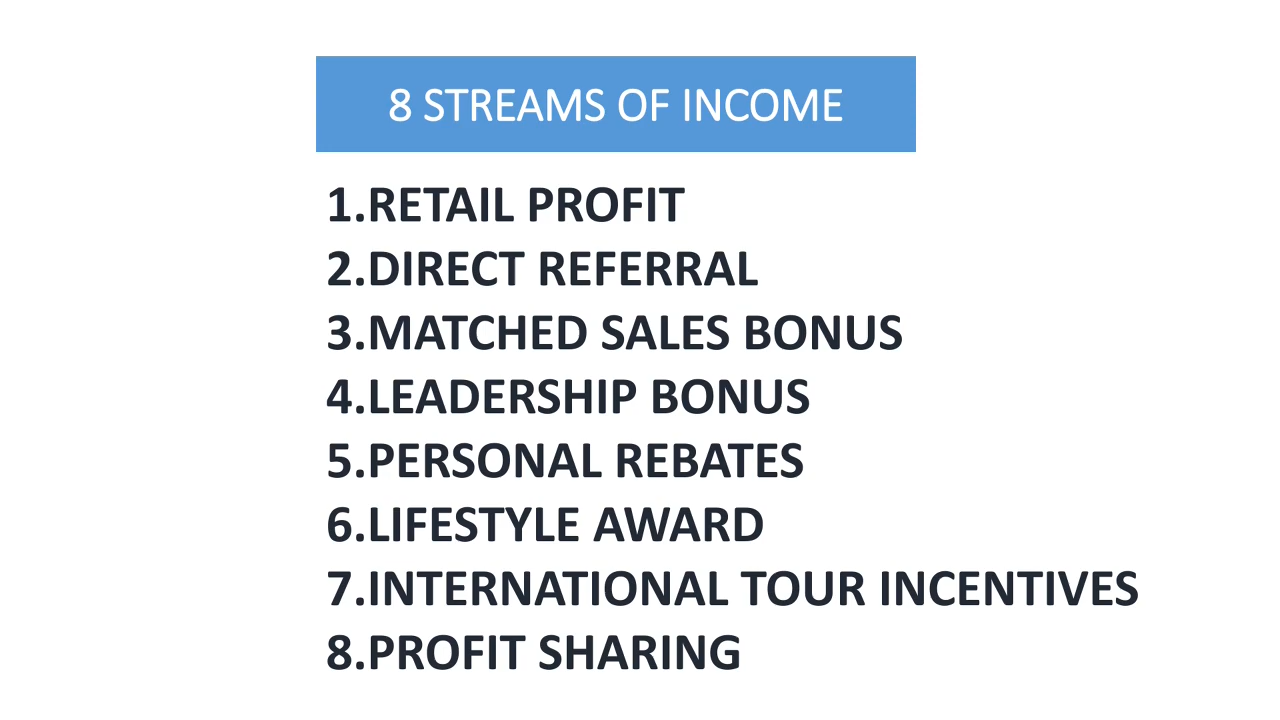 8 STREAMS OF INCOME
1.RETAIL PROFIT
2.DIRECT REFERRAL
3.MATCHED SALES BONUS
4.LEADERSHIP BONUS
5.PERSONAL REBATES
6.LIFESTYLE AWARD
7.INTERNATIONAL TOUR INCENTIVES
8.PROFIT SHARING